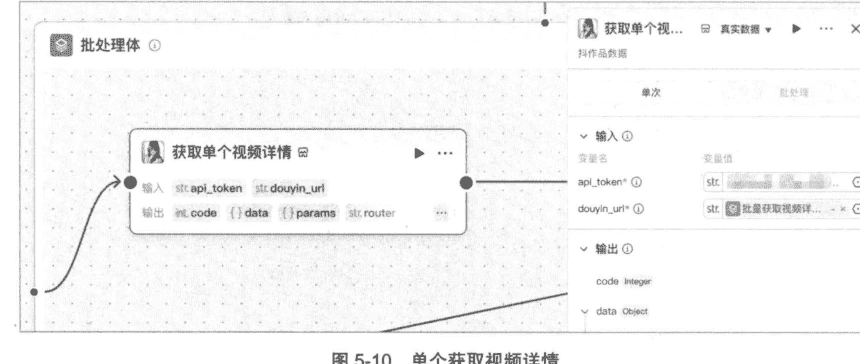 批处理体
获取单个视频详情
输入 str.api_token str.douyin_url
输出 int.code {}data {}params str.router ...
获取单个视... 真实数据
抖作品数据
单次 批处理
输入
变量名 变量值
api_token* str.
douyin_url* str. 批量获取视频详...
输出
code Integer
data Object
图 5-10 单个获取视频详情